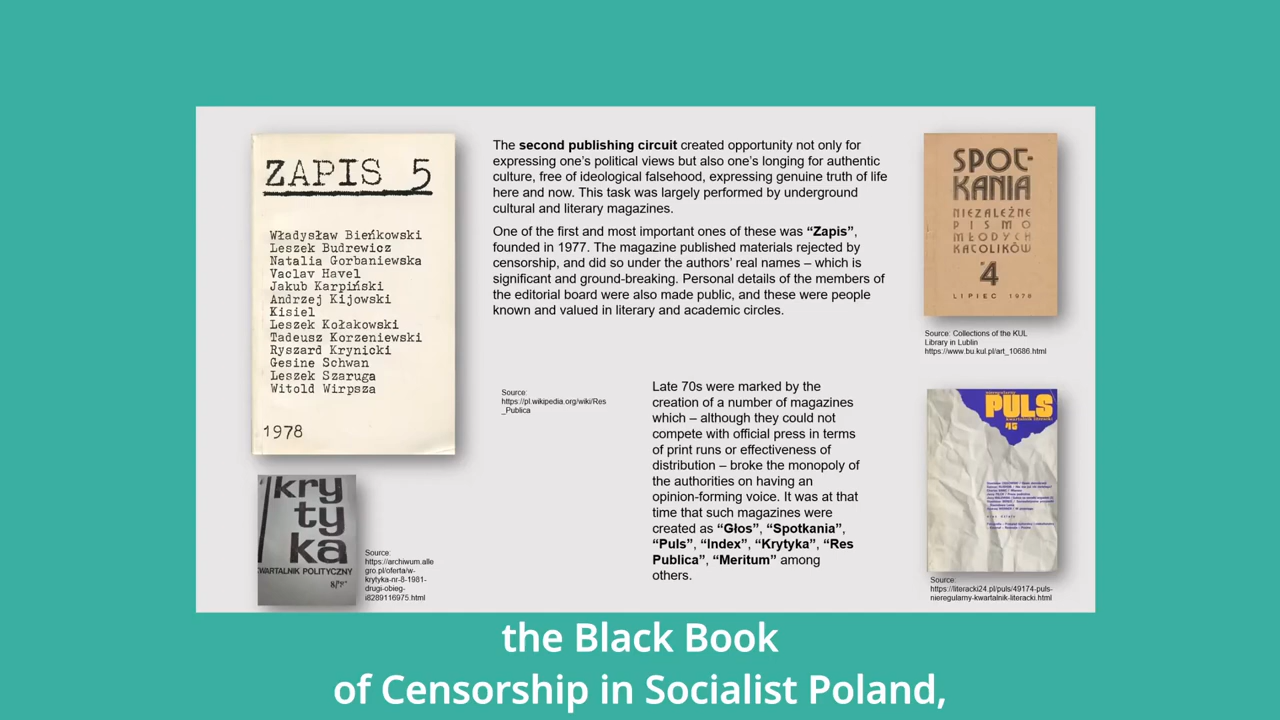 ZAPIS 5
Władysław Bieńkowski
Leszek Budrewicz
Natalia Gorbaniewska
Vaclav Havel
Jakub Karpiński
Andrzej Kijowski
Kisiel
Leszek Kołakowski
Tadeusz Korzeniewski
Ryszard Krynicki
Gesine Schwan
Leszek Szaruga
Witold Wirpsza
1978
The second publishing circuit created opportunity not only for
expressing one's political views but also one's longing for authentic
culture, free of ideological falsehood, expressing genuine truth of life
here and now. This task was largely performed by underground
cultural and literary magazines.
One of the first and most important ones of these was “Zapis”,
founded in 1977. The magazine published materials rejected by
censorship, and did so under the authors' real names – which is
significant and ground-breaking. Personal details of the members of
the editorial board were also made public, and these were people
known and valued in literary and academic circles.
SPOT-
KANIA
NIEZALEŻNE
PISMO
MŁODYCH
KATOLIKÓW
4
LIPIEC 1978
Source: Collections of the KUL
Library in Lublin
https://www.bu.kul.pl/art_10686.html
Source:
https://pl.wikipedia.org/wiki/Res
_Publica
Late 70s were marked by the
creation of a number of magazines
which – although they could not
compete with official press in terms
of print runs or effectiveness of
distribution – broke the monopoly of
the authorities on having an
opinion-forming voice. It was at that
time that such magazines were
created as “Głos”, “Spotkania”,
“Puls”, “Index”, “Krytyka”, “Res
Publica”, “Meritum” among
others.
kry
ty
ka
KWARTALNIK POLITYCZNY
Source:
https://archiwum.alle
gro.pl/oferta/w-
krytyka-nr-8-1981-
drugi-obieg-
i8289116975.html
PULS
Source:
https://literacki24.pl/puls/49174-puls-
nieregularny-kwartalnik-literacki.html
the Black Book
of Censorship in Socialist Poland,